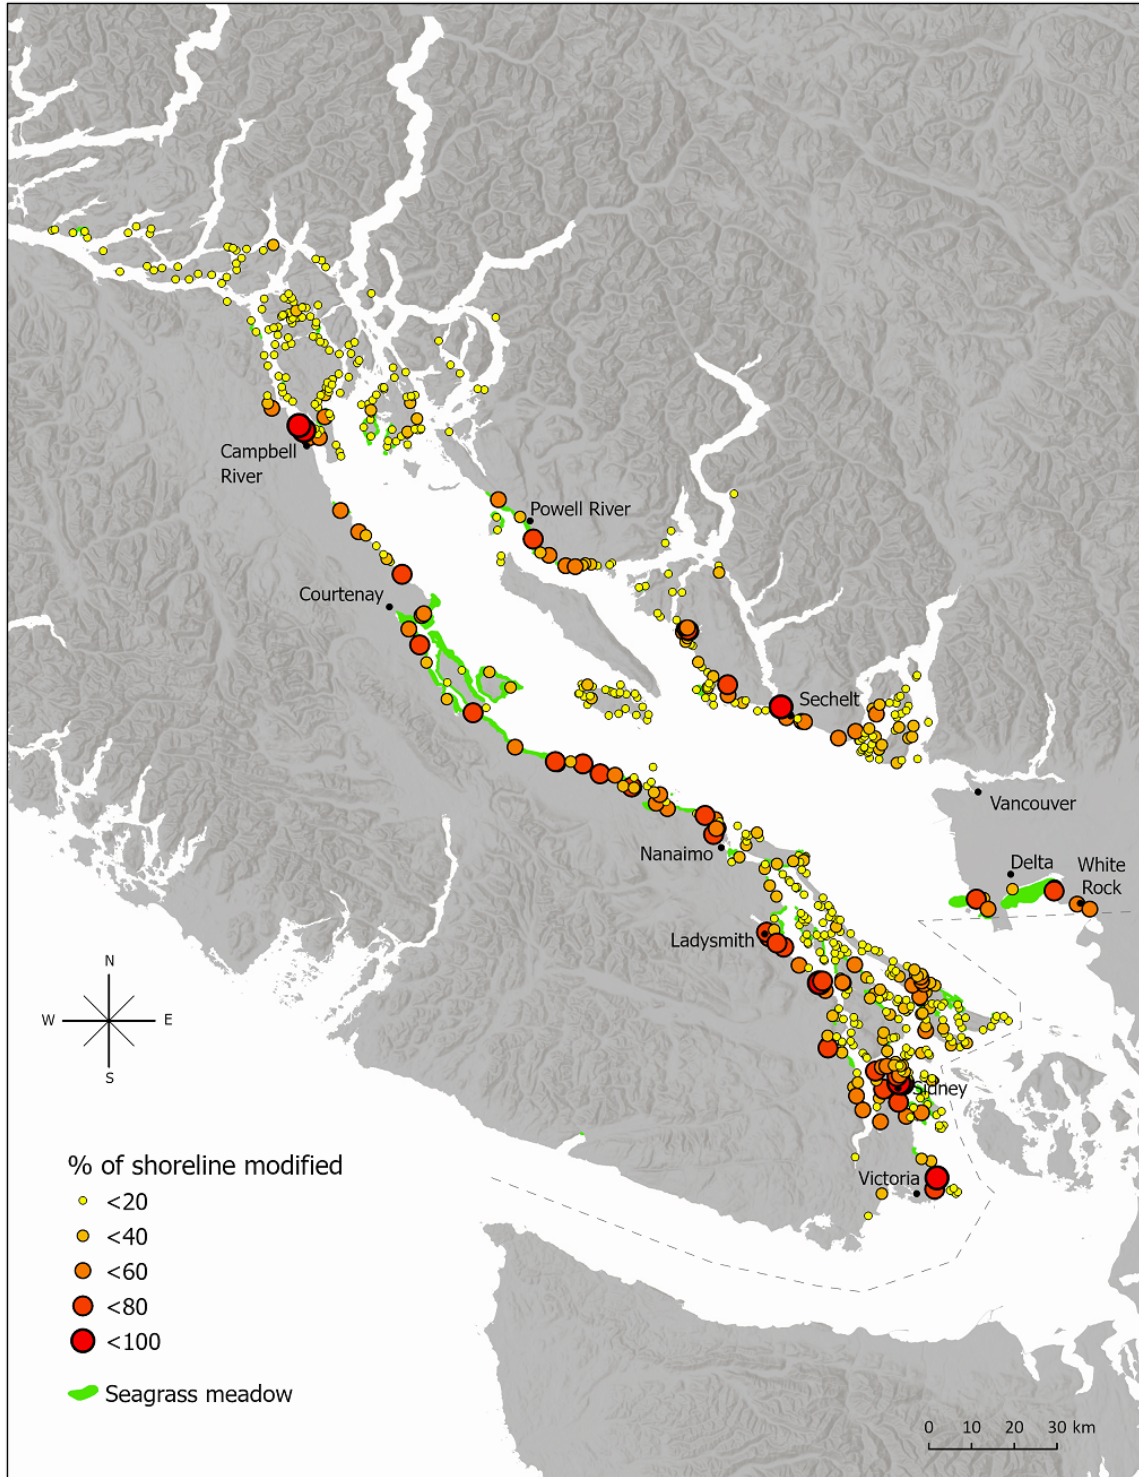 Campbell
River
Powell River
Courtenay
Sechelt
Vancouver
Nanaimo
Delta
White
Rock
Ladysmith
N
W
E
S
Sidney
Victoria
% of shoreline modified
<20
<40
<60
<80
<100
Seagrass meadow
0 10 20 30 km